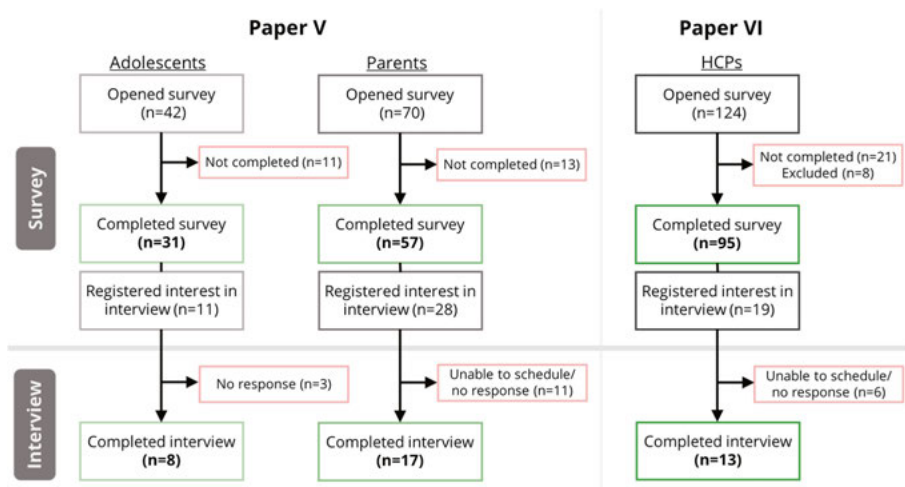 Paper V
Paper VI
Adolescents
Parents
HCPs
Opened survey
(n=42)
Opened survey
(n=70)
Opened survey
(n=124)
Survey
Not completed (n=11)
Not completed (n=13)
Not completed (n=21)
Excluded (n=8)
Completed survey
(n=31)
Completed survey
(n=57)
Completed survey
(n=95)
Registered interest in
interview (n=11)
Registered interest in
interview (n=28)
Registered interest in
interview (n=19)
Interview
No response (n=3)
Unable to schedule/
no response (n=11)
Unable to schedule/
no response (n=6)
Completed interview
(n=8)
Completed interview
(n=17)
Completed interview
(n=13)